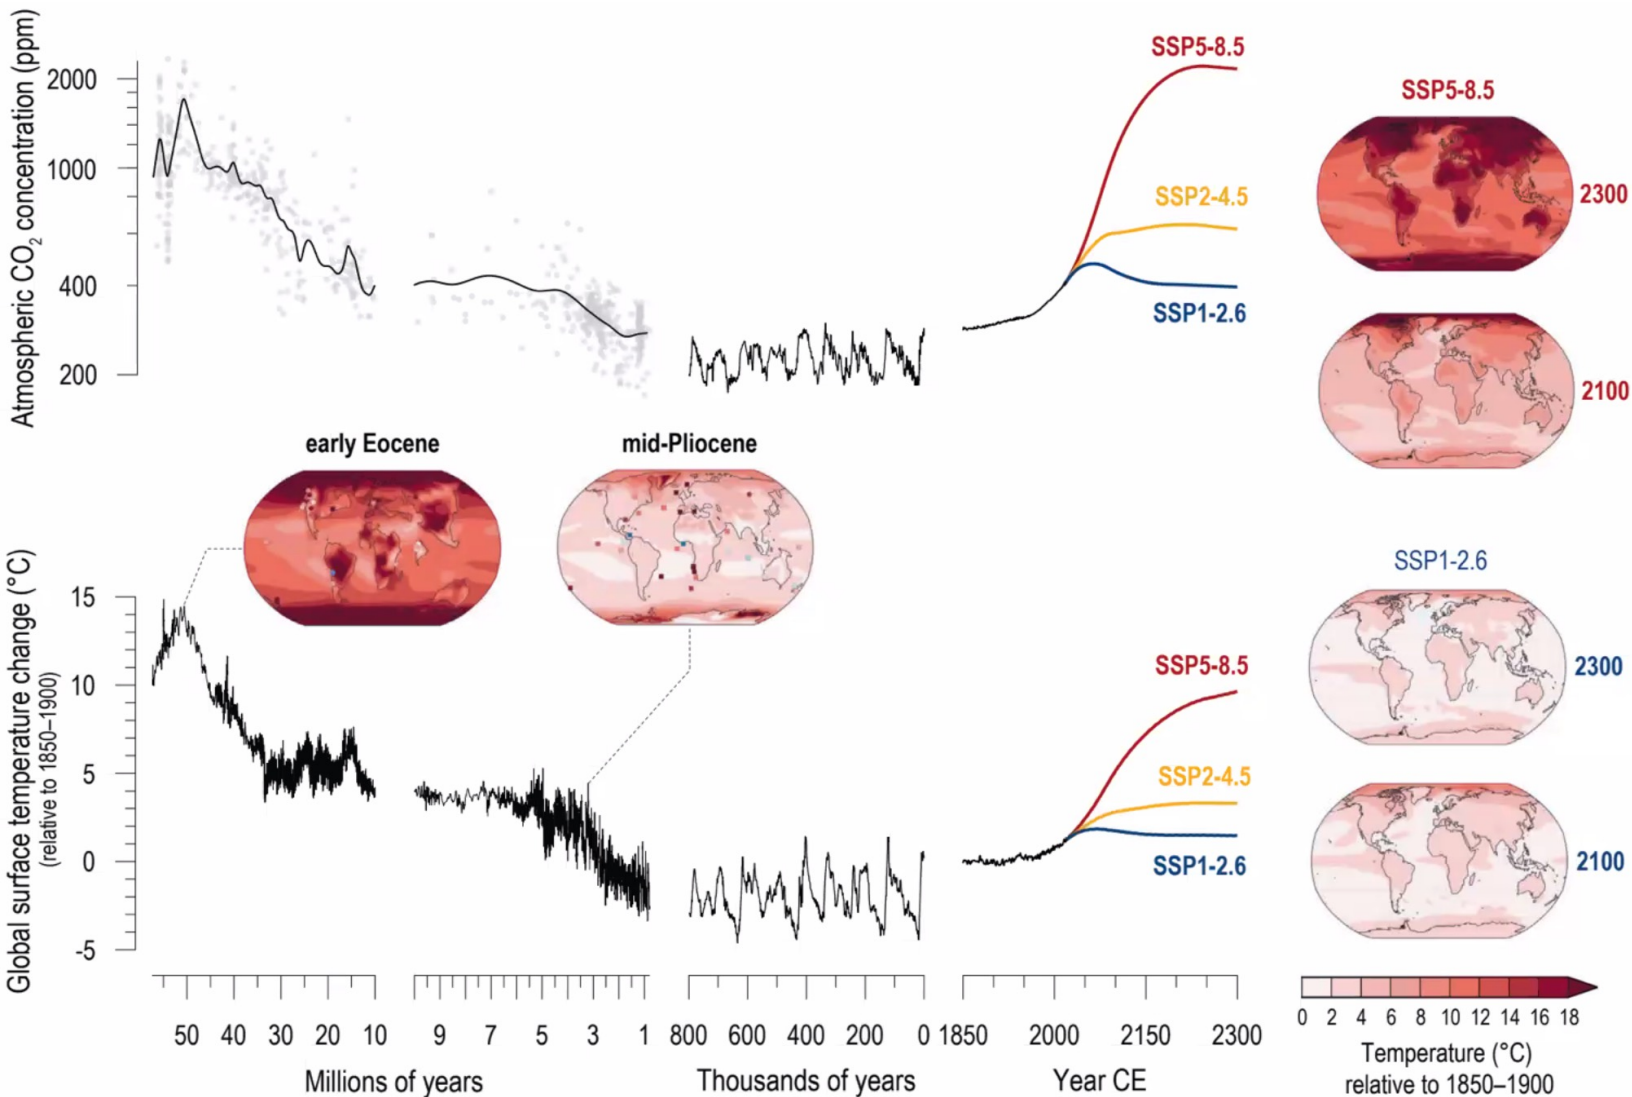 Atmospheric CO2 concentration (ppm)
2000
1000
400
200
SSP5-8.5
SSP2-4.5
SSP1-2.6
SSP5-8.5
2300
2100
early Eocene
mid-Pliocene
Global surface temperature change (°C)
(relative to 1850–1900)
15
10
5
0
-5
SSP5-8.5
SSP2-4.5
SSP1-2.6
SSP1-2.6
2300
2100
50 40 30 20 10
Millions of years
9 7 5 3 1
800 600 400 200 0
Thousands of years
1850 2000 2150 2300
Year CE
0 2 4 6 8 10 12 14 16 18
Temperature (°C)
relative to 1850–1900